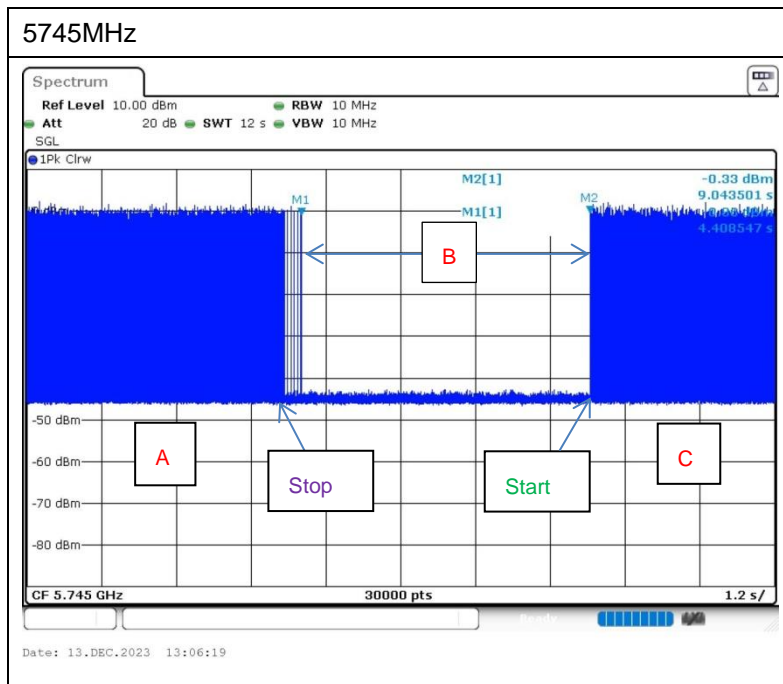 5745MHz
Spectrum
Ref Level 10.00 dBm RBW 10 MHz
Att 20 dB SWT 12 s VBW 10 MHz
SGL
1Pk Clrw
M2[1] -0.33 dBm
9.043501 s
M1 M2
M1[1]
4.408547 s
B
-50 dBm
A C
-60 dBm
Stop Start
-70 dBm
-80 dBm
CF 5.745 GHz 30000 pts 1.2 s/
Ready
Date: 13.DEC.2023 13:06:19